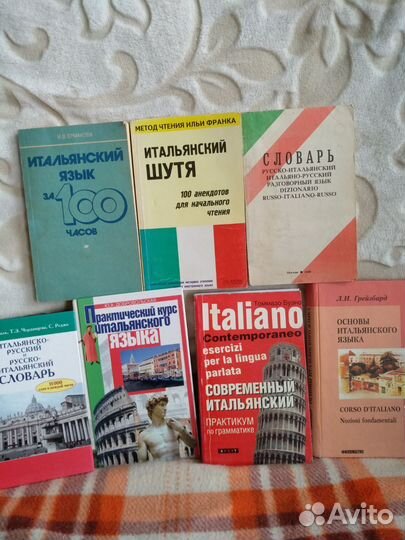 ИТАЛЬЯНСКИЙ
ЯЗЫК
ЗА
100
ЧАСОВ
МЕТОД ЧТЕНИЯ ИЛЬИ ФРАНКА
ИТАЛЬЯНСКИЙ
ШУТЯ
100 анекдотов
для начального
чтения
СЛОВАРЬ
РУССКО-ИТАЛЬЯНСКИЙ
ИТАЛЬЯНО-РУССКИЙ
РАЗГОВОРНЫЙ ЯЗЫК
DIZIONARIO
RUSSO-ITALIANO-RUSSO
Т.З. Черданцева, С.
ИТАЛЬЯНСКО-
РУССКИЙ
И
РУССКО-
ИТАЛЬЯНСКИЙ
СЛОВАРЬ
Ю.А. ДОБРОВОЛЬСКАЯ
Практический курс
итальянского
ЯЗЫКА
Томмазо Буэно
Italiano
Contemporaneo
esercizi
per la lingua
parlata
СОВРЕМЕННЫЙ
ИТАЛЬЯНСКИЙ
ПРАКТИКУМ
ПО ГРАММАТИКЕ
Л.И. Грейзбард
ОСНОВЫ
ИТАЛЬЯНСКОГО
ЯЗЫКА
CORSO D'ITALIANO
Nozioni fondamentali
Avito